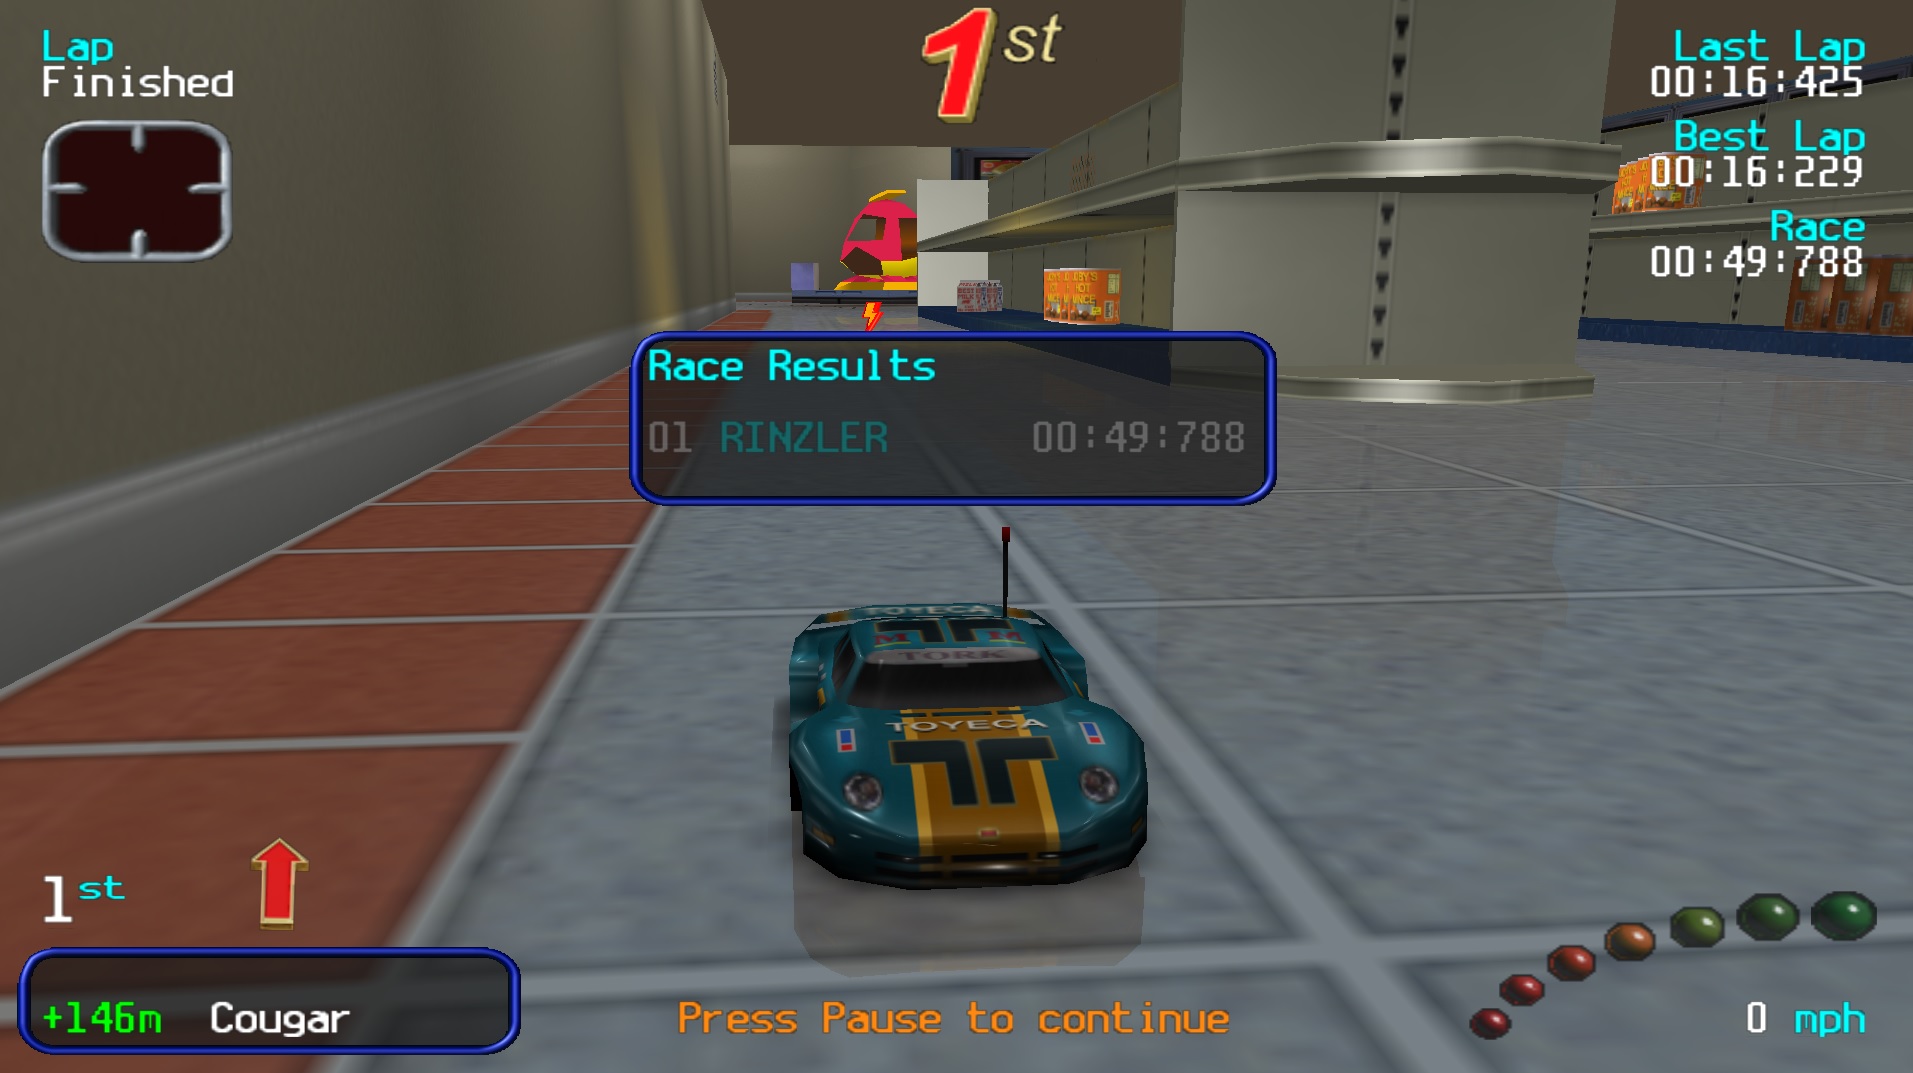 Lap
Finished
1st
Last Lap
00:16:425
Best Lap
00:16:229
Race
00:49:788
Race Results
01 RINZLER 00:49:788
TOYECA
M M
TORK
TOYECA
1st
+146m Cougar
Press Pause to continue
0 mph